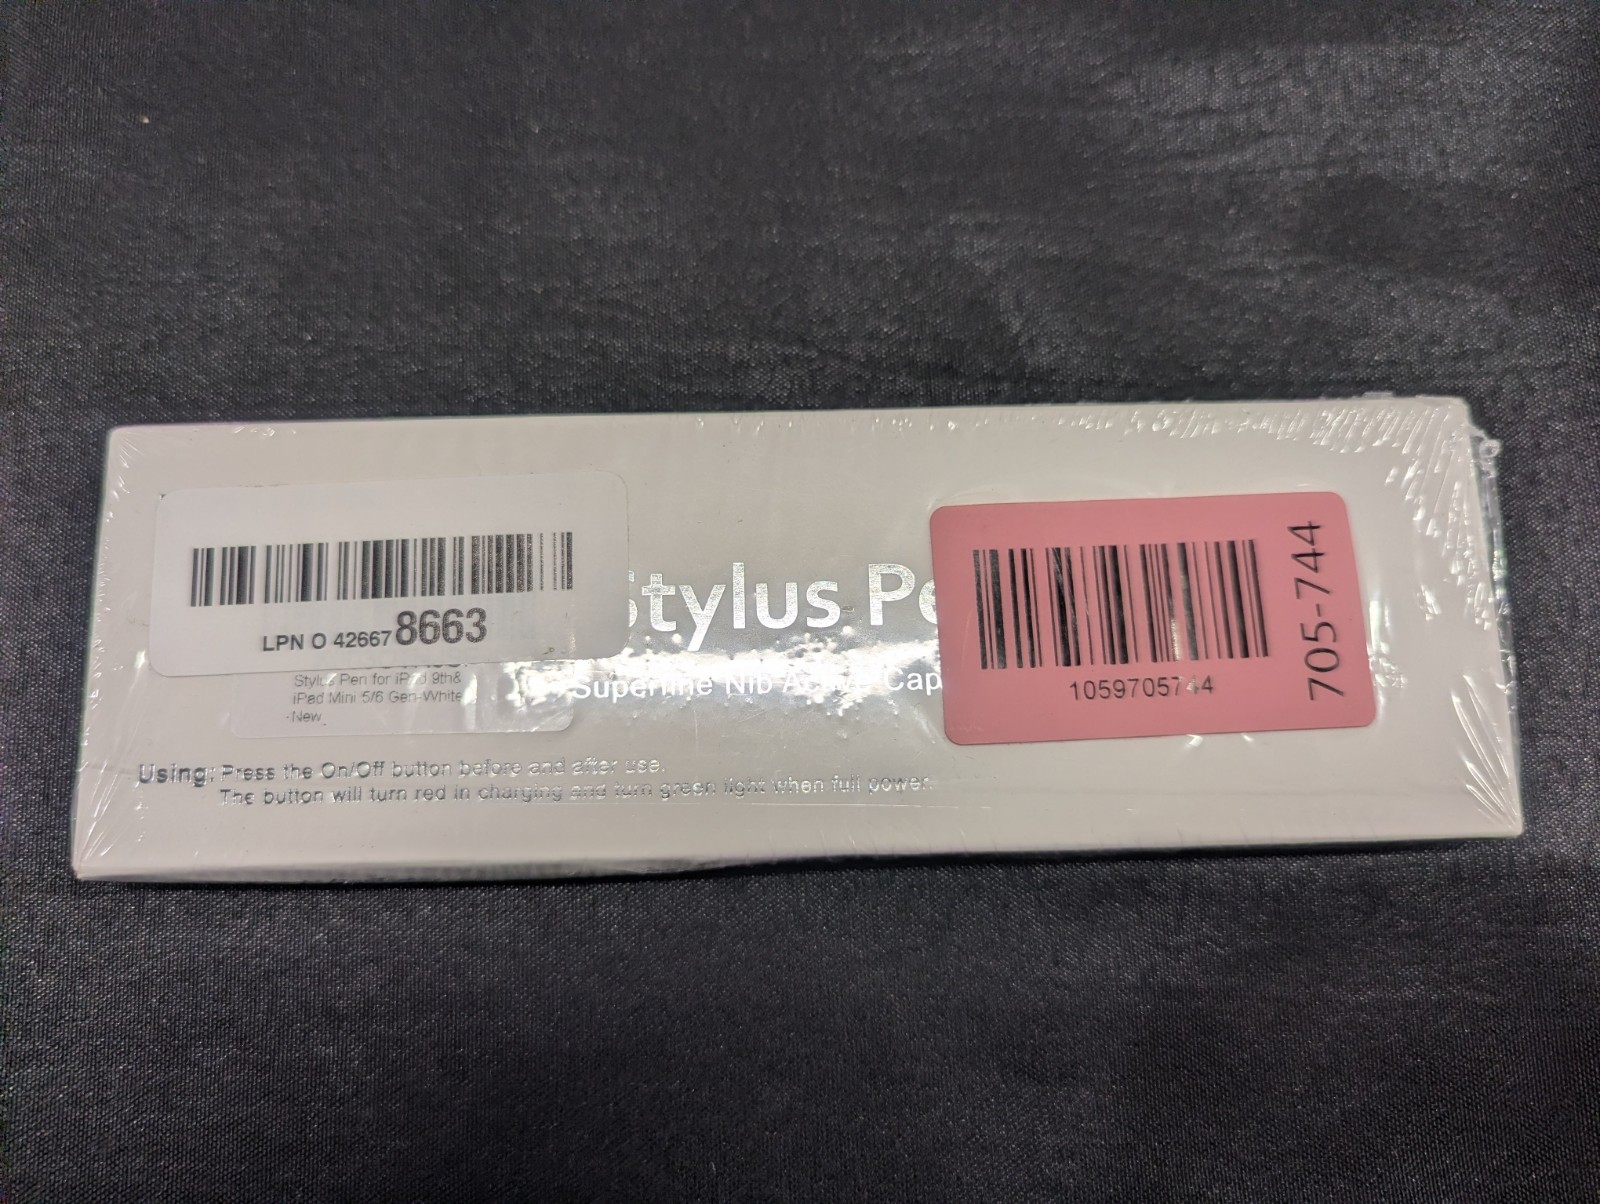 LPN O 426678663
Stylus Pen for iPad 9th&
iPad Mini 5/6 Gen-White
-New
Stylus Pe
Superfine Nib Active Cap
1059705744
705-744
Using: Press the On/Off button before and after use.
The button will turn red in charging and turn green light when full power.